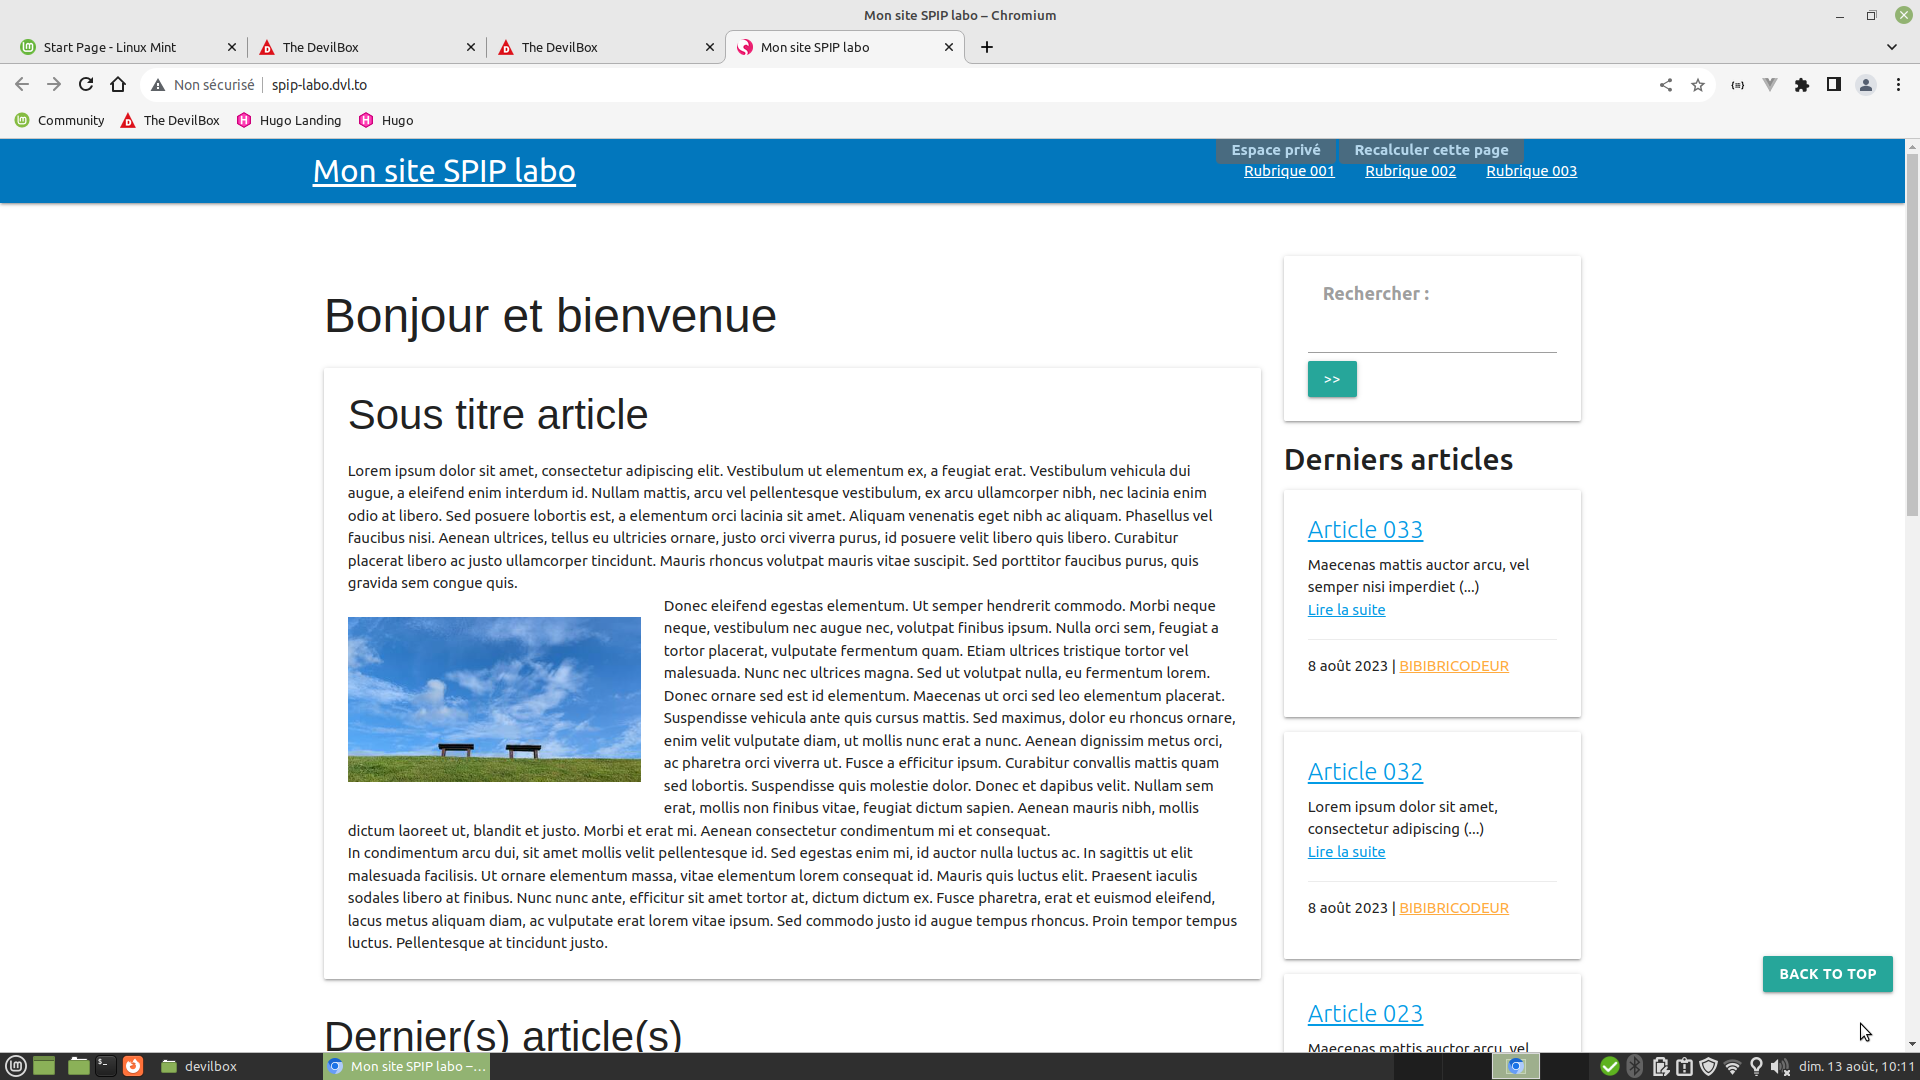 Mon site SPIP labo – Chromium
Start Page - Linux Mint
The DevilBox
The DevilBox
Mon site SPIP labo
Non sécurisé
spip-labo.dvl.to
Community
The DevilBox
Hugo Landing
Hugo
Mon site SPIP labo
Espace privé
Recalculer cette page
Rubrique 001
Rubrique 002
Rubrique 003
Bonjour et bienvenue
Sous titre article
Lorem ipsum dolor sit amet, consectetur adipiscing elit. Vestibulum ut elementum ex, a feugiat erat. Vestibulum vehicula dui
augue, a eleifend enim interdum id. Nullam mattis, arcu vel pellentesque vestibulum, ex arcu ullamcorper nibh, nec lacinia enim
odio at libero. Sed posuere lobortis est, a elementum orci lacinia sit amet. Aliquam venenatis eget nibh ac aliquam. Phasellus vel
faucibus nisi. Aenean ultrices, tellus eu ultricies ornare, justo orci viverra purus, id posuere velit libero quis libero. Curabitur
placerat libero ac justo ullamcorper tincidunt. Mauris rhoncus volutpat mauris vitae suscipit. Sed porttitor faucibus purus, quis
gravida sem congue quis.
Donec eleifend egestas elementum. Ut semper hendrerit commodo. Morbi neque
neque, vestibulum nec augue nec, volutpat finibus ipsum. Nulla orci sem, feugiat a
tortor placerat, vulputate fermentum quam. Etiam ultrices tristique tortor vel
malesuada. Nunc nec ultrices magna. Sed ut volutpat nulla, eu fermentum lorem.
Donec ornare sed est id elementum. Maecenas ut orci sed leo elementum placerat.
Suspendisse vehicula ante quis cursus mattis. Sed maximus, dolor eu rhoncus ornare,
enim velit vulputate diam, ut mollis nunc erat a nunc. Aenean dignissim metus orci,
ac pharetra orci viverra ut. Fusce a efficitur ipsum. Curabitur convallis mattis quam
sed lobortis. Suspendisse quis molestie dolor. Donec et dapibus velit. Nullam sem
erat, mollis non finibus vitae, feugiat dictum sapien. Aenean mauris nibh, mollis
dictum laoreet ut, blandit et justo. Morbi et erat mi. Aenean consectetur condimentum mi et consequat.
In condimentum arcu dui, sit amet mollis velit pellentesque id. Sed egestas enim mi, id auctor nulla luctus ac. In sagittis ut elit
malesuada facilisis. Ut ornare elementum massa, vitae elementum lorem consequat id. Mauris quis luctus elit. Praesent iaculis
sodales libero at finibus. Nunc nunc ante, efficitur sit amet tortor at, dictum dictum ex. Fusce pharetra, erat et euismod eleifend,
lacus metus aliquam diam, ac vulputate erat lorem vitae ipsum. Sed commodo justo id augue tempus rhoncus. Proin tempor tempus
luctus. Pellentesque at tincidunt justo.
Dernier(s) article(s)
Rechercher :
>>
Derniers articles
Article 033
Maecenas mattis auctor arcu, vel
semper nisi imperdiet (...)
Lire la suite
8 août 2023 | BIBIBRICODEUR
Article 032
Lorem ipsum dolor sit amet,
consectetur adipiscing (...)
Lire la suite
8 août 2023 | BIBIBRICODEUR
Article 023
Maecenas mattis auctor arcu, vel
BACK TO TOP
devilbox
Mon site SPIP labo –...
dim. 13 août, 10:11